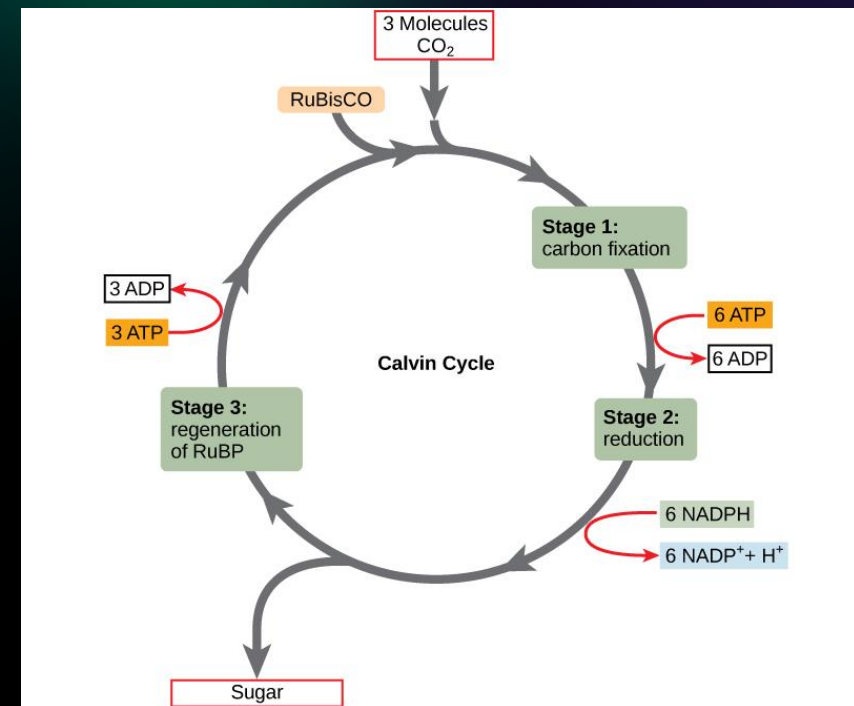 3 Molecules
CO₂
RuBisCO
Stage 1:
carbon fixation
3 ADP
3 ATP
6 ATP
6 ADP
Calvin Cycle
Stage 3:
regeneration
of RuBP
Stage 2:
reduction
6 NADPH
6 NADP⁺+ H⁺
Sugar